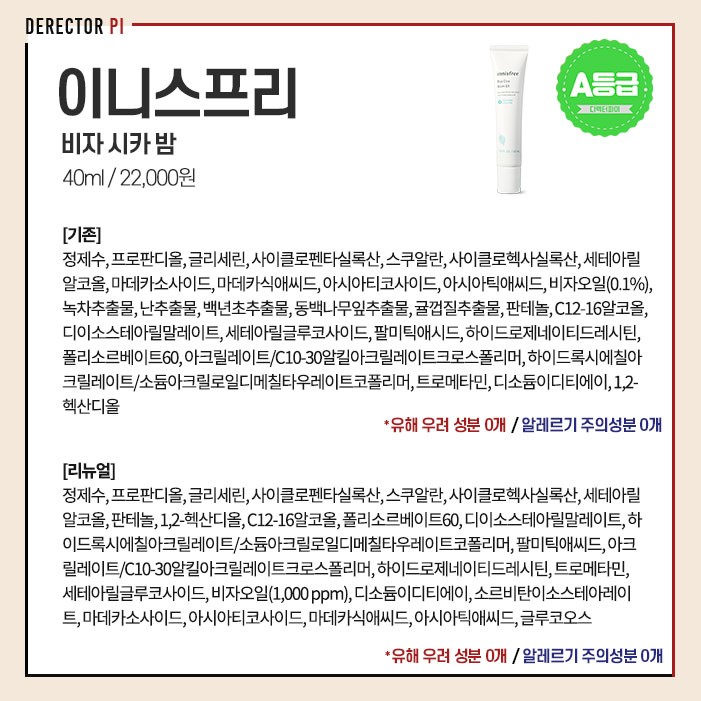 DERECTOR PI
이니스프리
비자 시카 밤
40ml / 22,000원
innisfree
A등급
디렉터파이
[기존]
정제수, 프로판디올, 글리세린, 사이클로펜타실록산, 스쿠알란, 사이클로헥사실록산, 세테아릴
알코올, 마데카소사이드, 마데카식애씨드, 아시아티코사이드, 아시아틱애씨드, 비자오일(0.1%),
녹차추출물, 난추출물, 백년초추출물, 동백나무잎추출물, 귤껍질추출물, 판테놀, C12-16알코올,
디이소스테아릴말레이트, 세테아릴글루코사이드, 팔미틱애시드, 하이드로제네이티드레시틴,
폴리소르베이트60, 아크릴레이트/C10-30알킬아크릴레이트크로스폴리머, 하이드록시에칠아
크릴레이트/소듐아크릴로일디메칠타우레이트코폴리머, 트로메타민, 디소듐이디티에이, 1,2-
헥산디올
*유해 우려 성분 0개 / 알레르기 주의성분 0개
[리뉴얼]
정제수, 프로판디올, 글리세린, 사이클로펜타실록산, 스쿠알란, 사이클로헥사실록산, 세테아릴
알코올, 판테놀, 1,2-헥산디올, C12-16알코올, 폴리소르베이트60, 디이소스테아릴말레이트, 하
이드록시에칠아크릴레이트/소듐아크릴로일디메칠타우레이트코폴리머, 팔미틱애씨드, 아크
릴레이트/C10-30알킬아크릴레이트크로스폴리머, 하이드로제네이티드레시틴, 트로메타민,
세테아릴글루코사이드, 비자오일(1,000 ppm), 디소듐이디티에이, 소르비탄이소스테아레이
트, 마데카소사이드, 아시아티코사이드, 마데카식애씨드, 아시아틱애씨드, 글루코오스
*유해 우려 성분 0개 / 알레르기 주의성분 0개